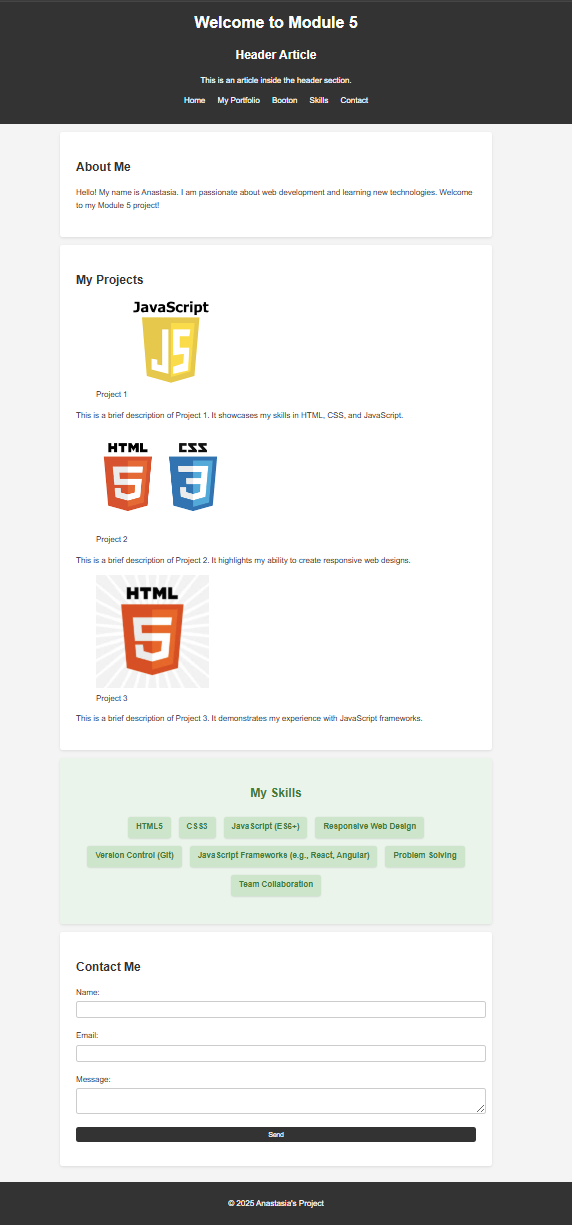 Welcome to Module 5
Header Article
This is an article inside the header section.
Home My Portfolio Booton Skills Contact
About Me
Hello! My name is Anastasia. I am passionate about web development and learning new technologies. Welcome
to my Module 5 project!
My Projects
JavaScript
JS
Project 1
This is a brief description of Project 1. It showcases my skills in HTML, CSS, and JavaScript.
HTML CSS
5 3
Project 2
This is a brief description of Project 2. It highlights my ability to create responsive web designs.
HTML
5
Project 3
This is a brief description of Project 3. It demonstrates my experience with JavaScript frameworks.
My Skills
HTML5 CSS3 JavaScript (ES6+) Responsive Web Design
Version Control (Git) JavaScript Frameworks (e.g., React, Angular) Problem Solving
Team Collaboration
Contact Me
Name:
Email:
Message:
Send
© 2025 Anastasia's Project